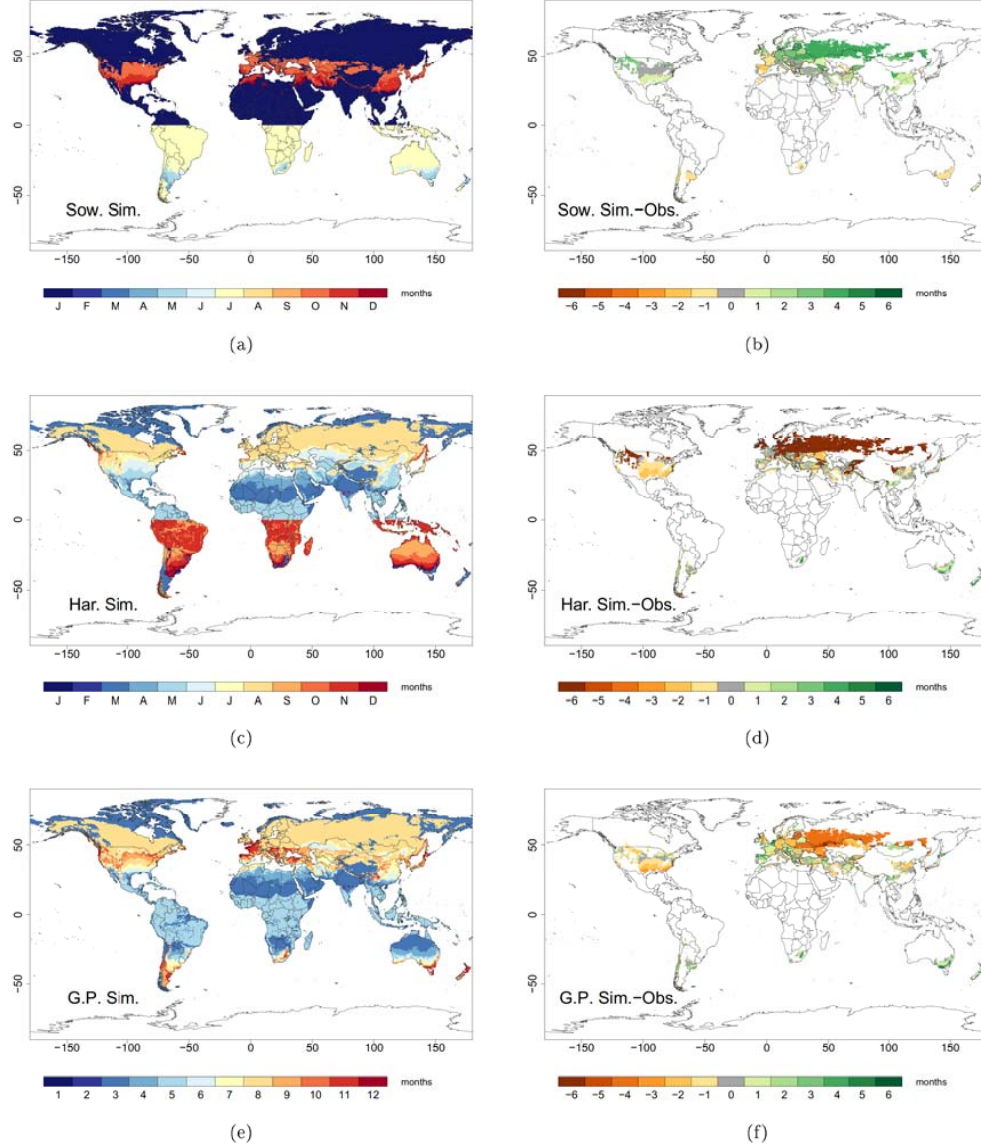 50
0
−50
Sow. Sim.
−150 −100 −50 0 50 100 150
J F M A M J J A S O N D months
(a)
50
0
−50
Sow. Sim.−Obs.
−150 −100 −50 0 50 100 150
−6 −5 −4 −3 −2 −1 0 1 2 3 4 5 6 months
(b)
50
0
−50
Har. Sim.
−150 −100 −50 0 50 100 150
J F M A M J J A S O N D months
(c)
50
0
−50
Har. Sim.−Obs.
−150 −100 −50 0 50 100 150
−6 −5 −4 −3 −2 −1 0 1 2 3 4 5 6 months
(d)
50
0
−50
G.P. Sim.
−150 −100 −50 0 50 100 150
1 2 3 4 5 6 7 8 9 10 11 12 months
(e)
50
0
−50
G.P. Sim.−Obs.
−150 −100 −50 0 50 100 150
−6 −5 −4 −3 −2 −1 0 1 2 3 4 5 6 months
(f)